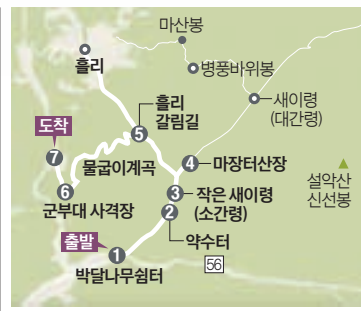 마산봉
흘리
병풍바위봉
새이령
(대간령)
흘리
갈림길
도착
5
7
물굽이계곡
4
마장터산장
설악산
신선봉
6
3
작은 새이령
(소간령)
군부대 사격장
2
약수터
출발
1
56
박달나무쉼터